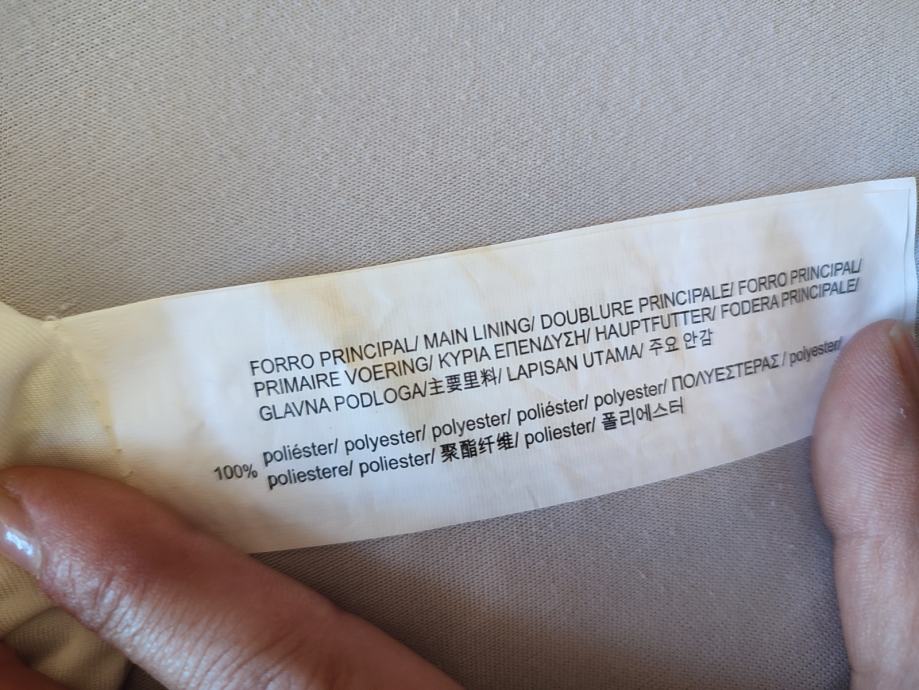 FORRO PRINCIPAL/ MAIN LINING/ DOUBLURE PRINCIPALE/ FORRO PRINCIPAL/
PRIMAIRE VOERING/ ΚΥΡΙΑ ΕΠΕΝΔΥΣΗ/ HAUPTFUTTER/ FODERA PRINCIPALE/
GLAVNA PODLOGA/主要里料/ LAPISAN UTAMA/ 주요 안감
100% poliéster/ polyester/ polyester/ poliéster/ polyester/ ΠΟΛΥΕΣΤΕΡΑΣ / polyester/
poliestere/ poliester/ 聚酯纤维/ poliester/ 폴리에스터